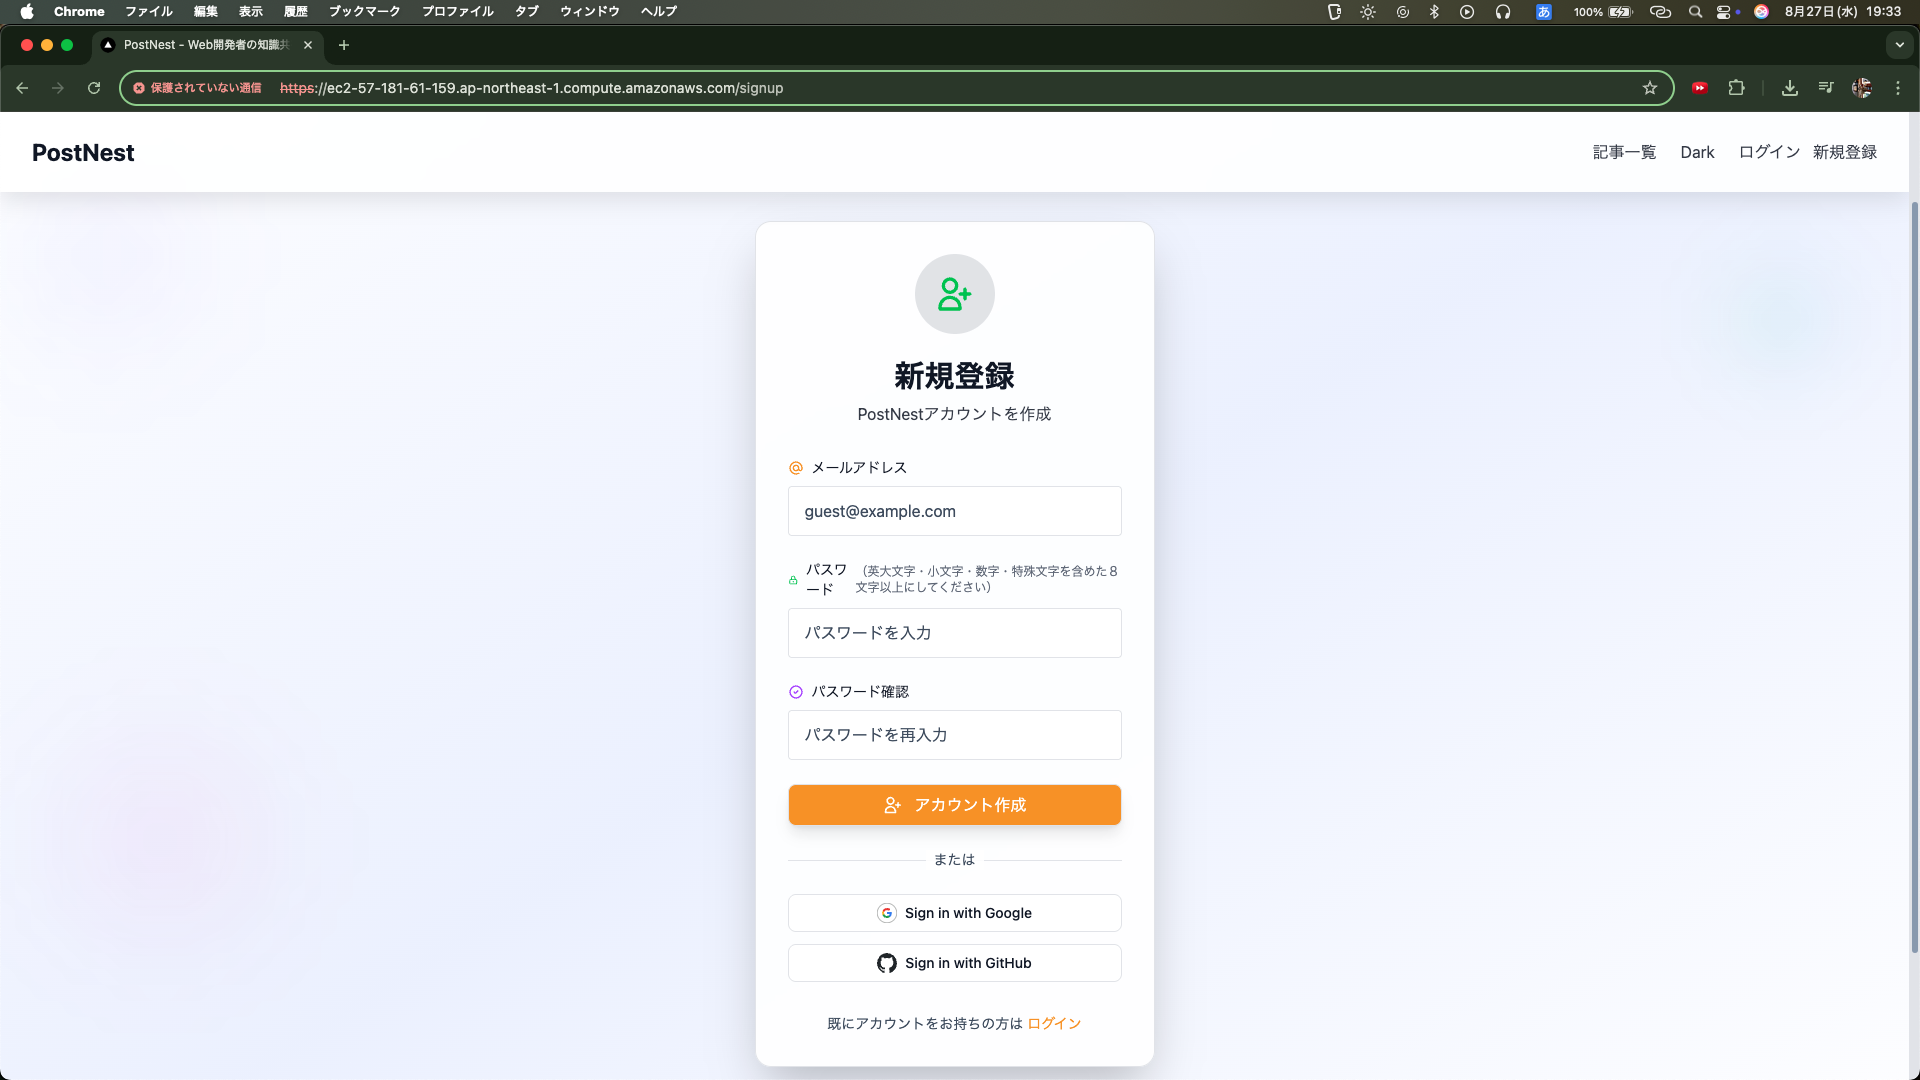 Chrome ファイル 編集 表示 履歴 ブックマーク プロファイル タブ ウィンドウ ヘルプ あ 100% 8月27日(水) 19:33
PostNest - Web開発者の知識共
保護されていない通信 https://ec2-57-181-61-159.ap-northeast-1.compute.amazonaws.com/signup
PostNest 記事一覧 Dark ログイン 新規登録
新規登録
PostNestアカウントを作成
メールアドレス
guest@example.com
パスワード（英大文字・小文字・数字・特殊文字を含めた８文字以上にしてください）
パスワードを入力
パスワード確認
パスワードを再入力
アカウント作成
または
Sign in with Google
Sign in with GitHub
既にアカウントをお持ちの方は ログイン